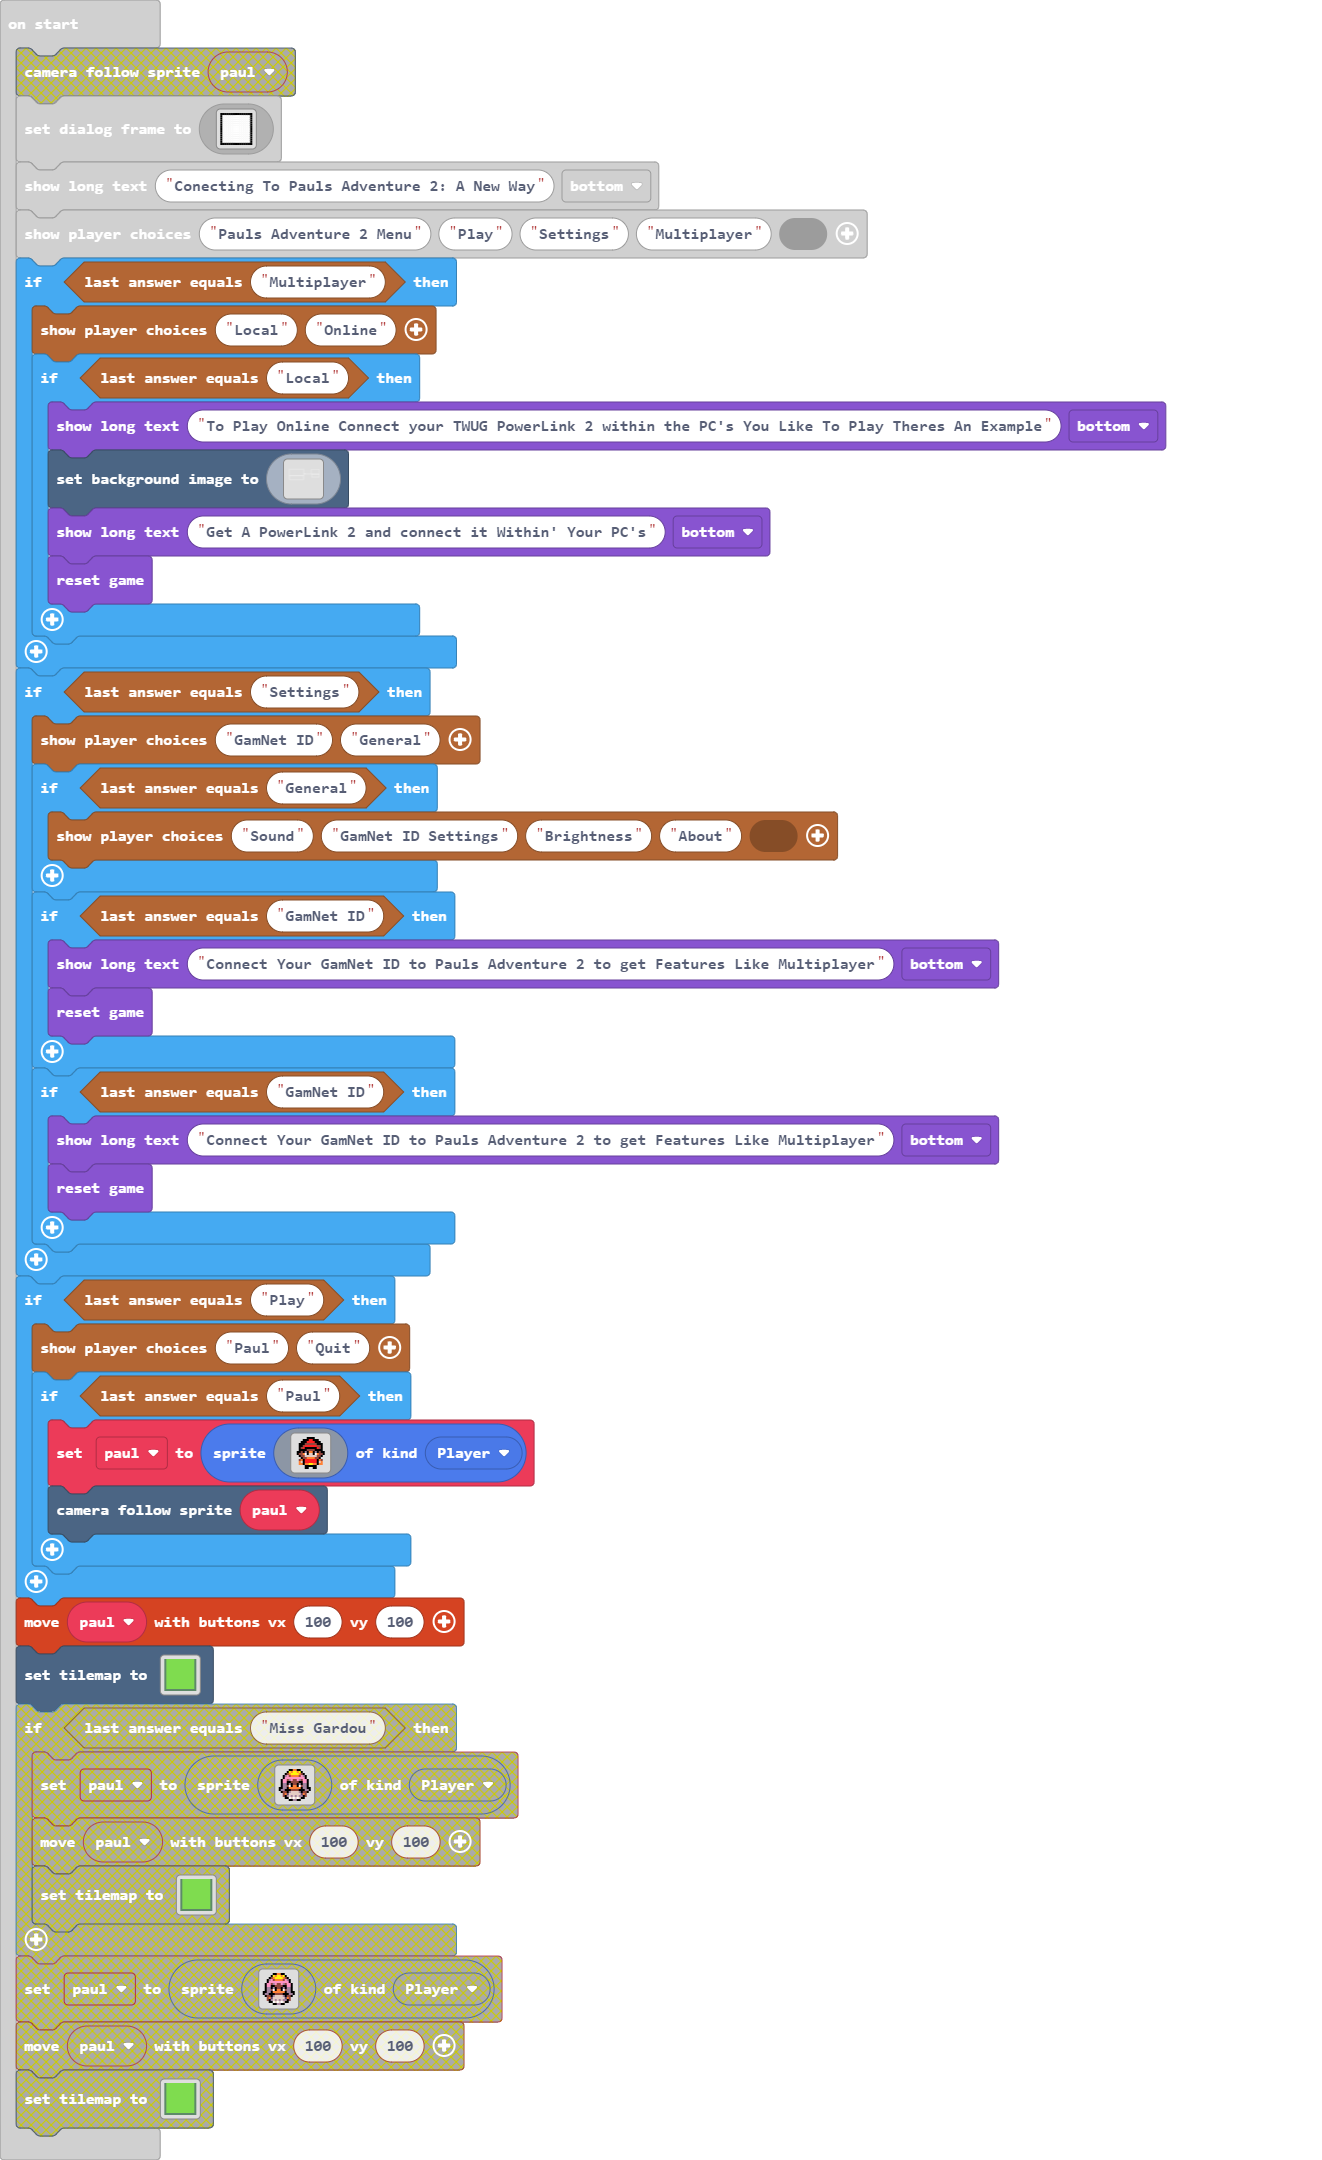 on start
camera follow sprite paul
set dialog frame to
show long text "Conecting To Pauls Adventure 2: A New Way" bottom
show player choices "Pauls Adventure 2 Menu" "Play" "Settings" "Multiplayer"
if last answer equals "Multiplayer" then
show player choices "Local" "Online"
if last answer equals "Local" then
show long text "To Play Online Connect your TWUG PowerLink 2 within the PC's You Like To Play Theres An Example" bottom
set background image to
show long text "Get A PowerLink 2 and connect it Within' Your PC's" bottom
reset game
if last answer equals "Settings" then
show player choices "GamNet ID" "General"
if last answer equals "General" then
show player choices "Sound" "GamNet ID Settings" "Brightness" "About"
if last answer equals "GamNet ID" then
show long text "Connect Your GamNet ID to Pauls Adventure 2 to get Features Like Multiplayer" bottom
reset game
if last answer equals "GamNet ID" then
show long text "Connect Your GamNet ID to Pauls Adventure 2 to get Features Like Multiplayer" bottom
reset game
if last answer equals "Play" then
show player choices "Paul" "Quit"
if last answer equals "Paul" then
set paul to sprite of kind Player
camera follow sprite paul
move paul with buttons vx 100 vy 100
set tilemap to
if last answer equals "Miss Gardou" then
set paul to sprite of kind Player
move paul with buttons vx 100 vy 100
set tilemap to
set paul to sprite of kind Player
move paul with buttons vx 100 vy 100
set tilemap to